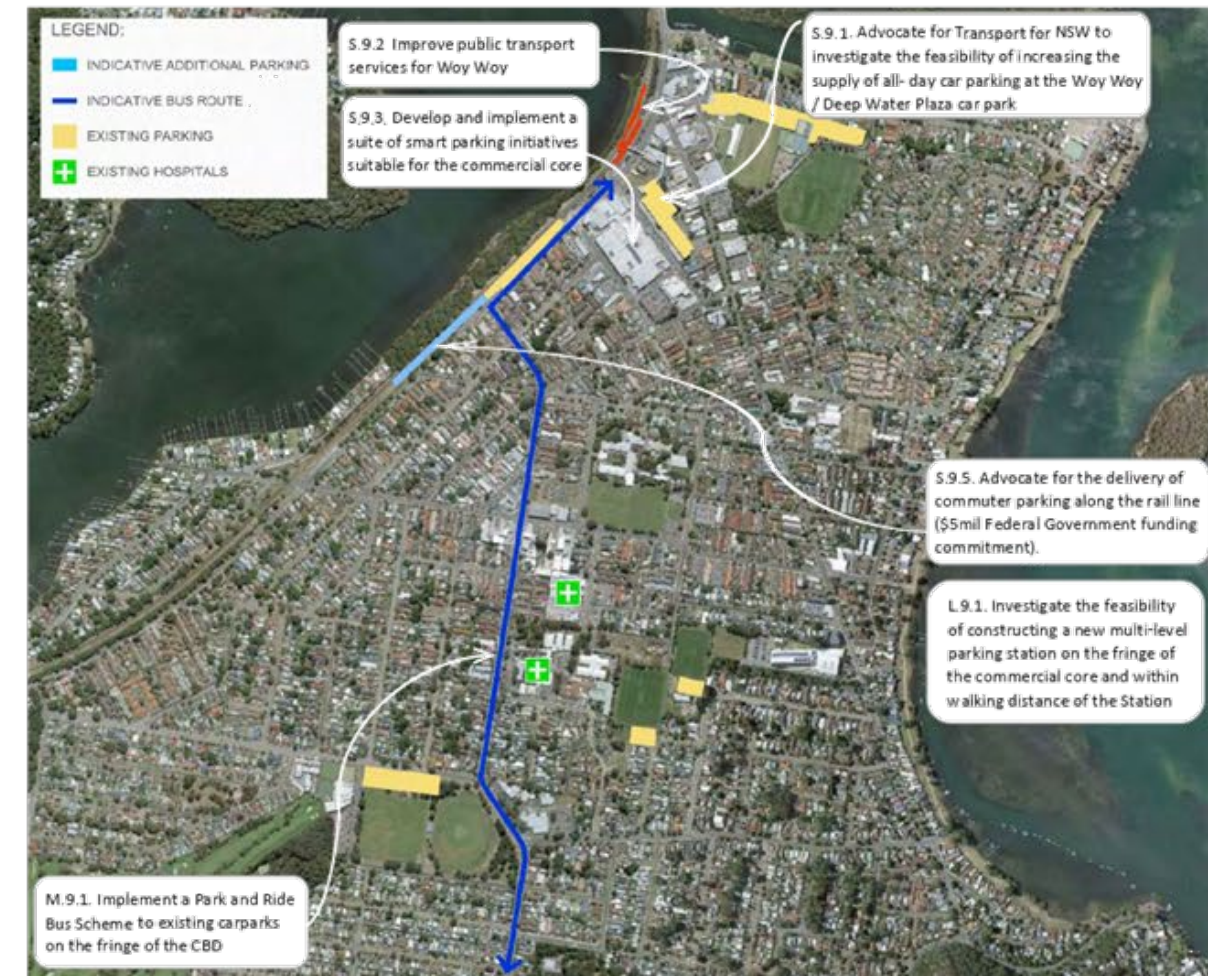 LEGEND:
INDICATIVE ADDITIONAL PARKING
INDICATIVE BUS ROUTE
EXISTING PARKING
EXISTING HOSPITALS
S.9.2 Improve public transport
services for Woy Woy
S.9.3. Develop and implement a
suite of smart parking initiatives
suitable for the commercial core
S.9.1. Advocate for Transport for NSW to
investigate the feasibility of increasing the
supply of all- day car parking at the Woy Woy
/ Deep Water Plaza car park
S.9.5. Advocate for the delivery of
commuter parking along the rail line
($5mil Federal Government funding
commitment).
L.9.1. Investigate the feasibility
of constructing a new multi-level
parking station on the fringe of
the commercial core and within
walking distance of the Station
M.9.1. Implement a Park and Ride
Bus Scheme to existing carparks
on the fringe of the CBD